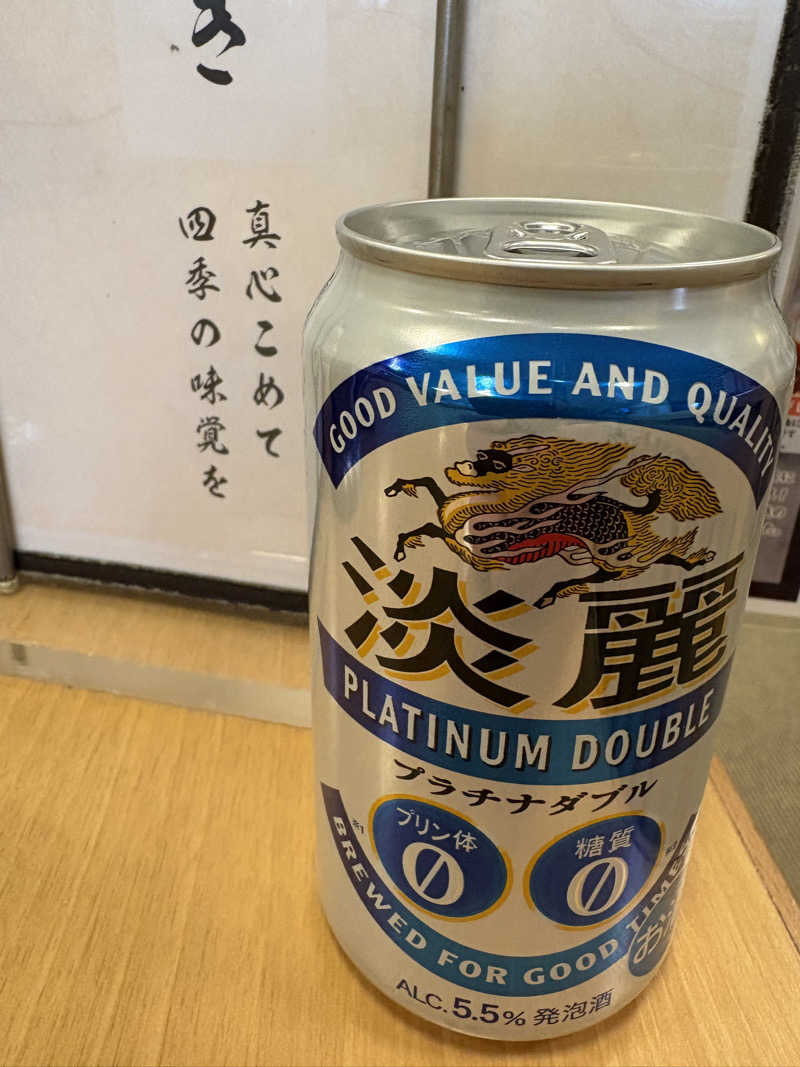 き
真心こめて
四季の味覚を
GOOD VALUE AND QUALITY
淡麗
PLATINUM DOUBLE
プラチナダブル
プリン体
0
糖質
0
BREWED FOR GOOD TIMES
ALC.5.5% 発泡酒